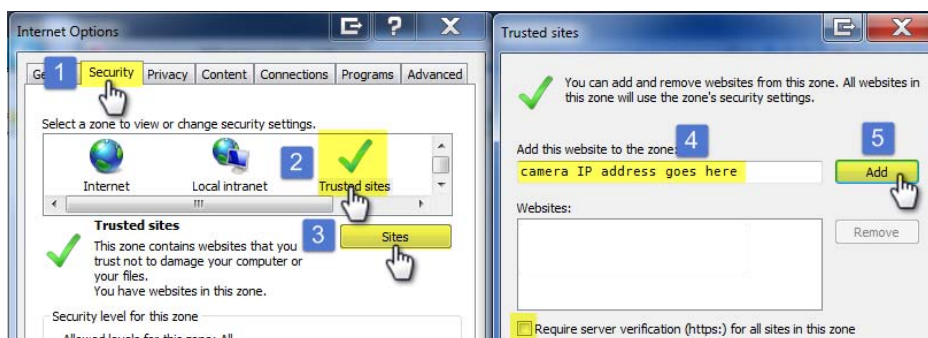 Internet Options
1
Security Privacy Content Connections Programs Advanced
Select a zone to view or change security settings.
2
Internet Local intranet Trusted sites
Trusted sites
3
Sites
This zone contains websites that you
trust not to damage your computer or
your files.
You have websites in this zone.
Security level for this zone
Trusted sites
You can add and remove websites from this zone. All websites in
this zone will use the zone's security settings.
Add this website to the zone:
4
5
camera IP address goes here
Add
Websites:
Remove
Require server verification (https:) for all sites in this zone